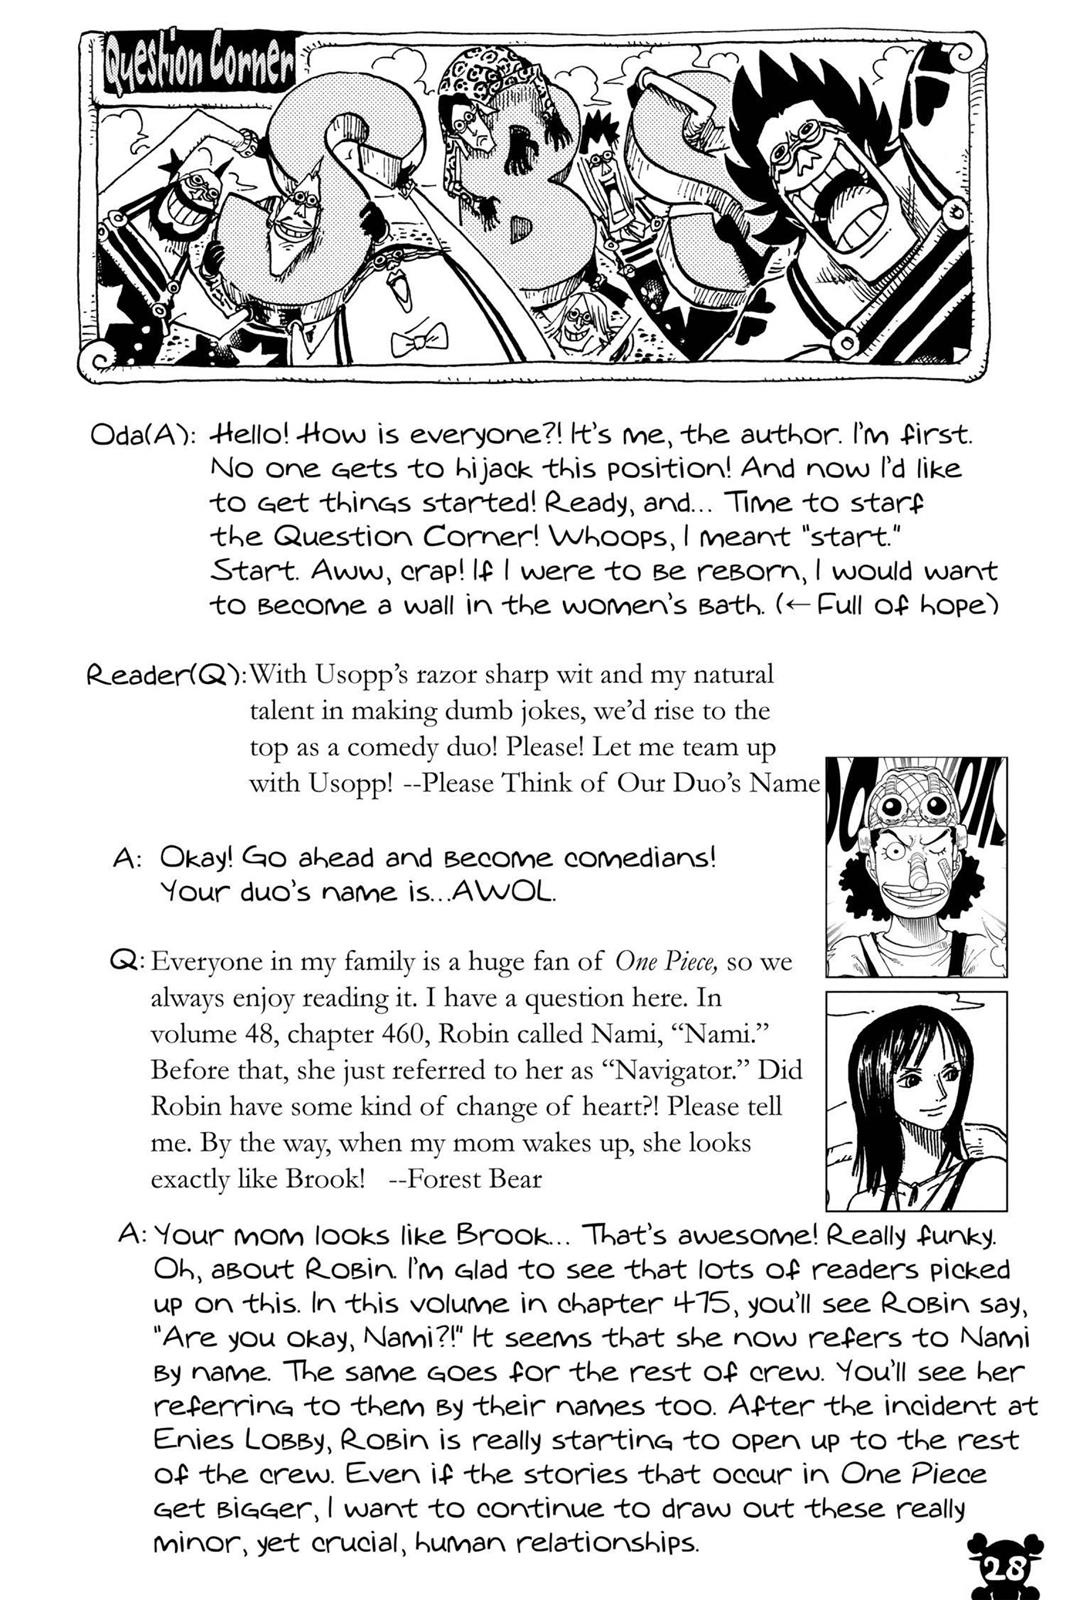 Question Corner
SBS
Oda(A): Hello! How is everyone?! It's me, the author. I'm first.
No one gets to hijack this position! And now I'd like
to get things started! Ready, and... Time to starf
the Question Corner! Whoops, I meant "start."
Start. Aww, crap! If I were to be reborn, I would want
to become a wall in the women's bath. (←Full of hope)
Reader(Q): With Usopp's razor sharp wit and my natural
talent in making dumb jokes, we'd rise to the
top as a comedy duo! Please! Let me team up
with Usopp! --Please Think of Our Duo's Name
A: Okay! Go ahead and become comedians!
Your duo's name is...AWOL.
Q: Everyone in my family is a huge fan of One Piece, so we
always enjoy reading it. I have a question here. In
volume 48, chapter 460, Robin called Nami, “Nami.”
Before that, she just referred to her as “Navigator.” Did
Robin have some kind of change of heart?! Please tell
me. By the way, when my mom wakes up, she looks
exactly like Brook! --Forest Bear
A: Your mom looks like Brook... That's awesome! Really funky.
Oh, about Robin. I'm glad to see that lots of readers picked
up on this. In this volume in chapter 475, you'll see Robin say,
"Are you okay, Nami?!" It seems that she now refers to Nami
by name. The same goes for the rest of crew. You'll see her
referring to them by their names too. After the incident at
Enies Lobby, Robin is really starting to open up to the rest
of the crew. Even if the stories that occur in One Piece
get bigger, I want to continue to draw out these really
minor, yet crucial, human relationships.
28